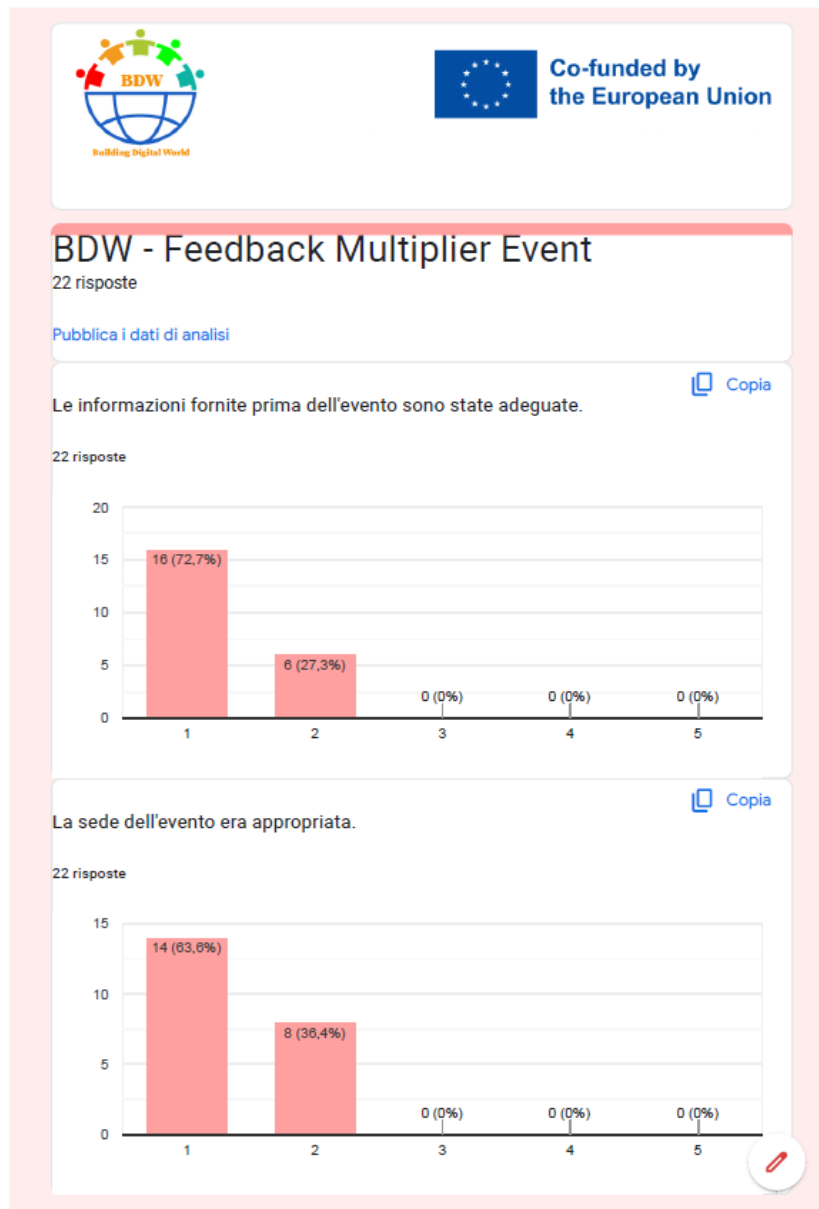 BDW
Building Digital World
Co-funded by
the European Union
BDW - Feedback Multiplier Event
22 risposte
Pubblica i dati di analisi
Copia
Le informazioni fornite prima dell'evento sono state adeguate.
22 risposte
20
15
10
5
0
16 (72,7%)
6 (27,3%)
0 (0%)
0 (0%)
0 (0%)
1
2
3
4
5
Copia
La sede dell'evento era appropriata.
22 risposte
15
10
5
0
14 (63,6%)
8 (36,4%)
0 (0%)
0 (0%)
0 (0%)
1
2
3
4
5